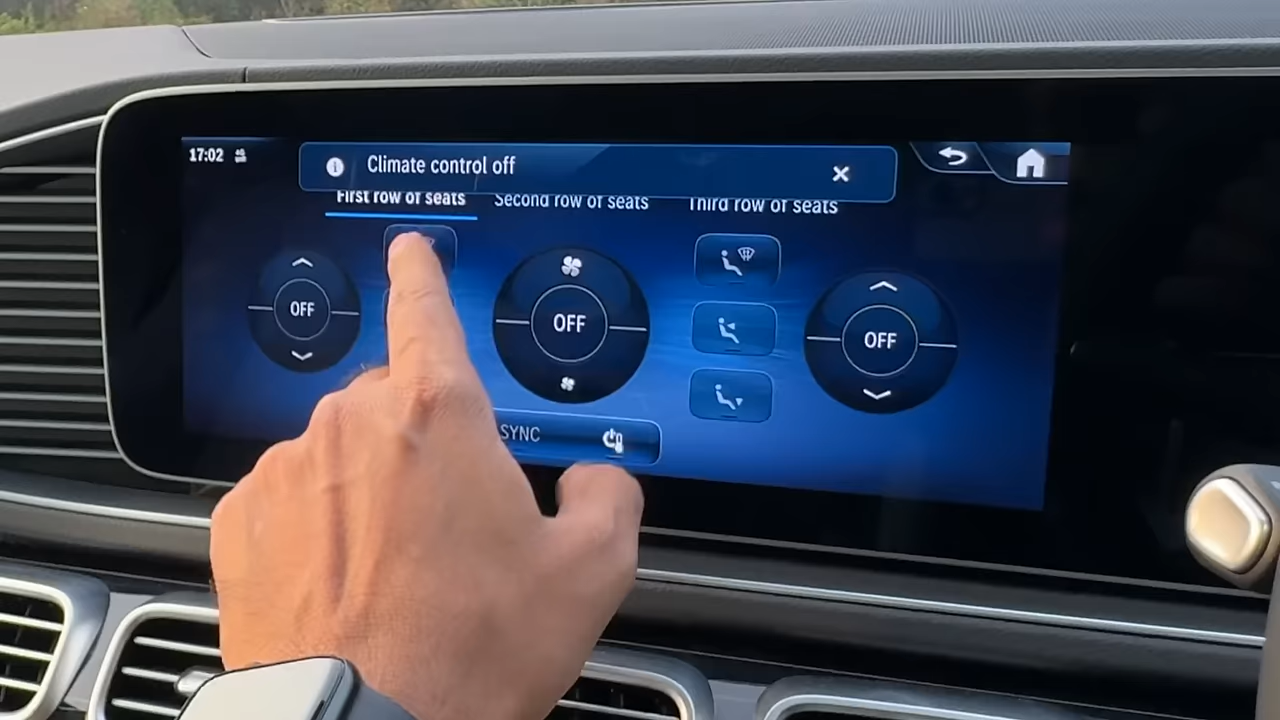 17:02
Climate control off
First row of seats
Second row of seats
Third row of seats
OFF
OFF
OFF
SYNC